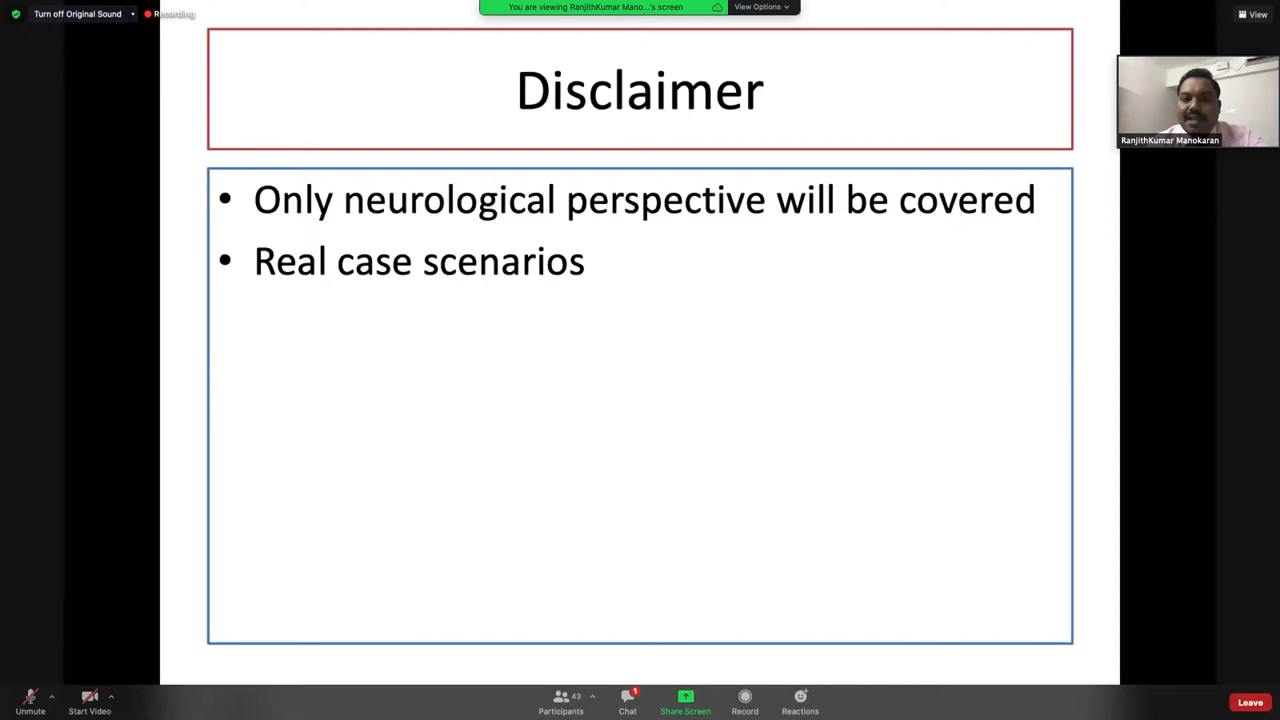 Turn off Original Sound
Recording
You are viewing RanjithKumar Mano...'s screen
View Options
View
Disclaimer
RanjithKumar Manokaran
• Only neurological perspective will be covered
• Real case scenarios
Unmute
Start Video
Participants
43
Chat
1
Share Screen
Record
Reactions
Leave